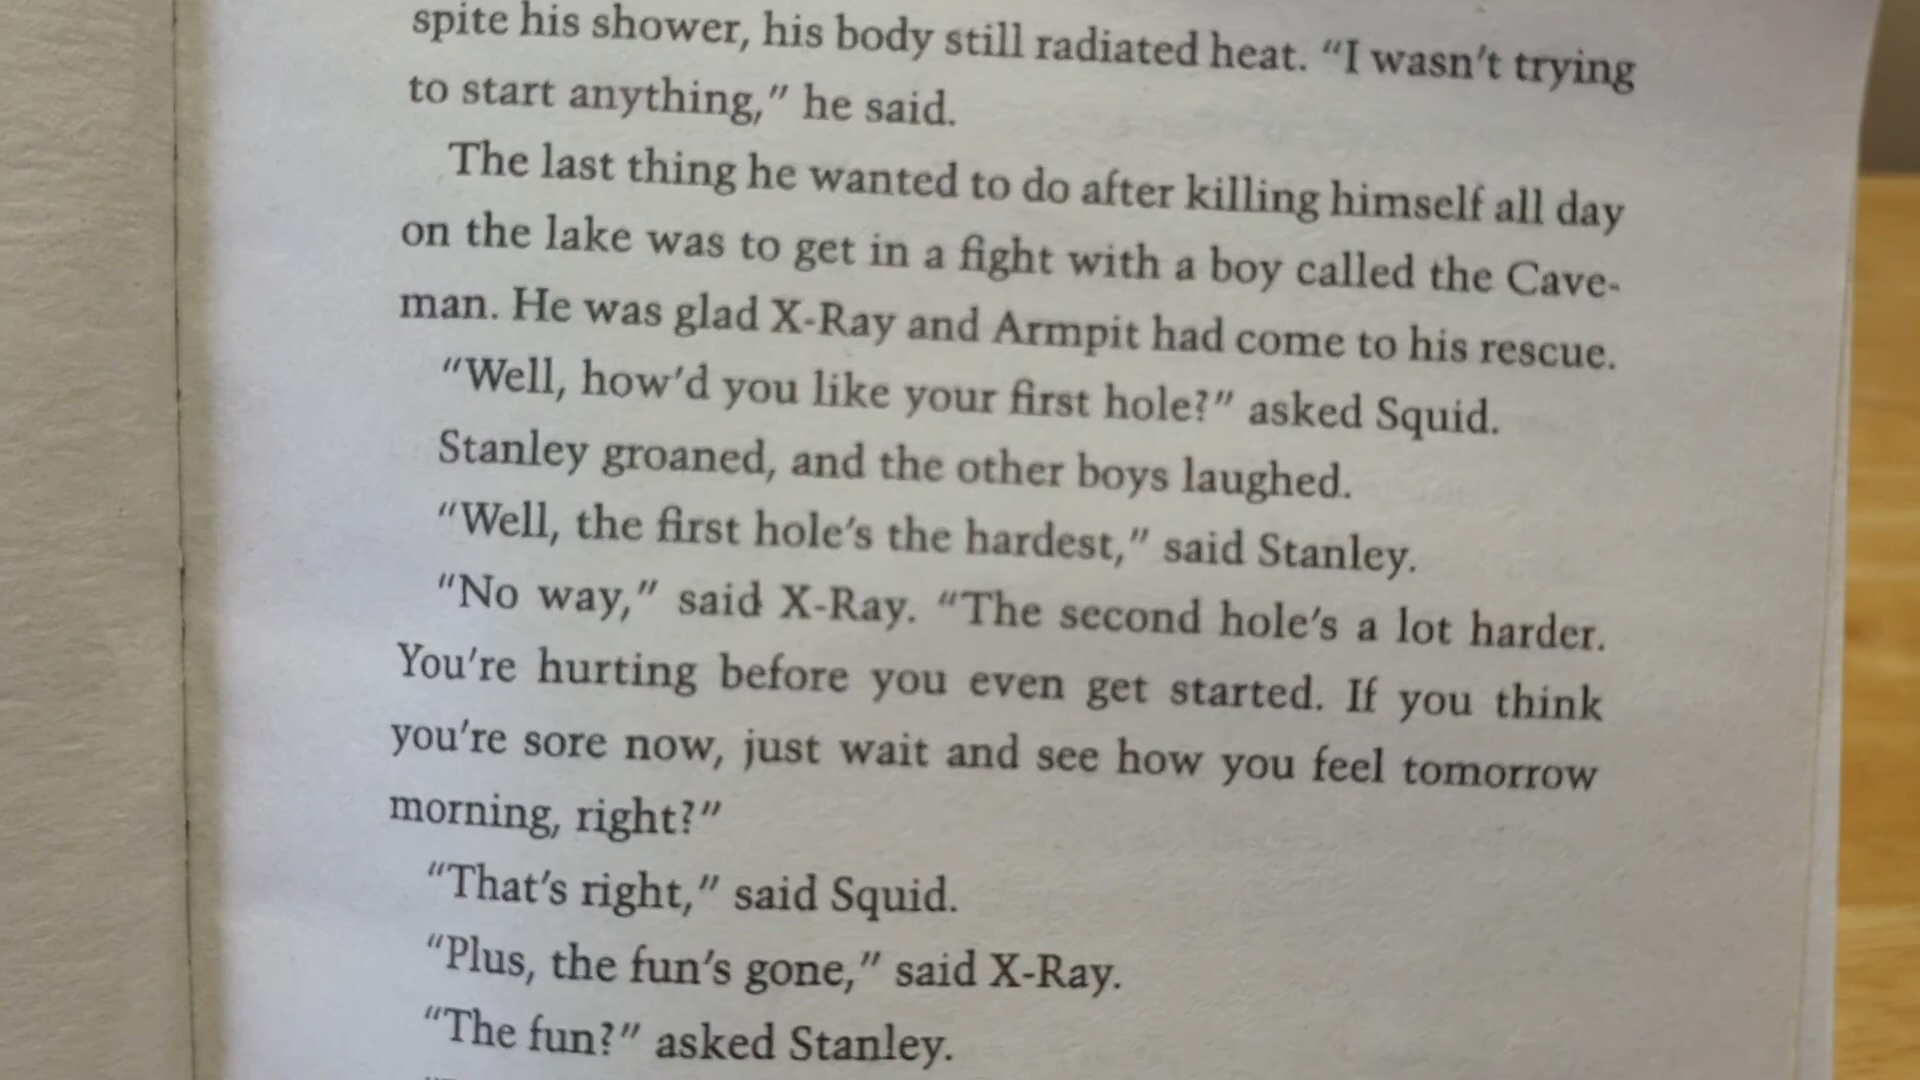 spite his shower, his body still radiated heat. “I wasn't trying
to start anything,” he said.
The last thing he wanted to do after killing himself all day
on the lake was to get in a fight with a boy called the Cave-
man. He was glad X-Ray and Armpit had come to his rescue.
“Well, how'd you like your first hole?” asked Squid.
Stanley groaned, and the other boys laughed.
“Well, the first hole's the hardest,” said Stanley.
“No way,” said X-Ray. “The second hole's a lot harder.
You're hurting before you even get started. If you think
you're sore now, just wait and see how you feel tomorrow
morning, right?”
“That's right,” said Squid.
“Plus, the fun's gone,” said X-Ray.
“The fun?” asked Stanley.